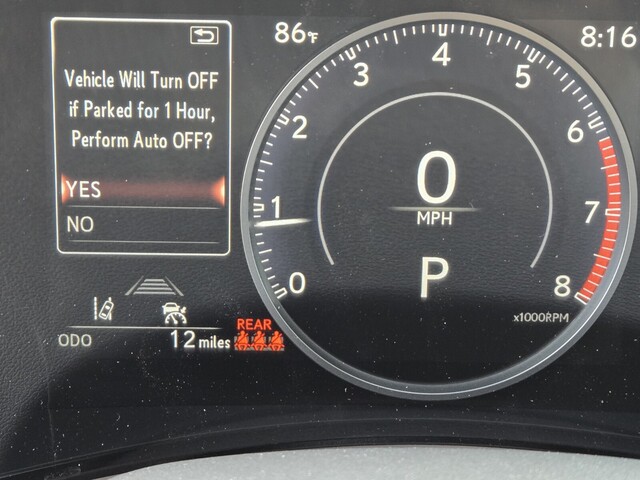 86°F
8:16
Vehicle Will Turn OFF
if Parked for 1 Hour,
Perform Auto OFF?
YES
NO
0
1
2
3
4
5
6
7
8
0
MPH
P
x1000RPM
REAR
ODO 12 miles